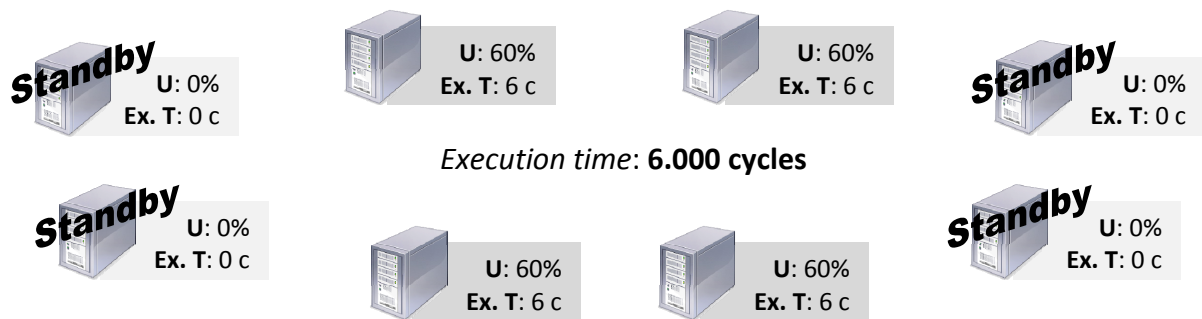 Standby
U: 0%
Ex. T: 0 c
U: 60%
Ex. T: 6 c
U: 60%
Ex. T: 6 c
Standby
U: 0%
Ex. T: 0 c
Execution time: 6.000 cycles
Standby
U: 0%
Ex. T: 0 c
U: 60%
Ex. T: 6 c
U: 60%
Ex. T: 6 c
Standby
U: 0%
Ex. T: 0 c